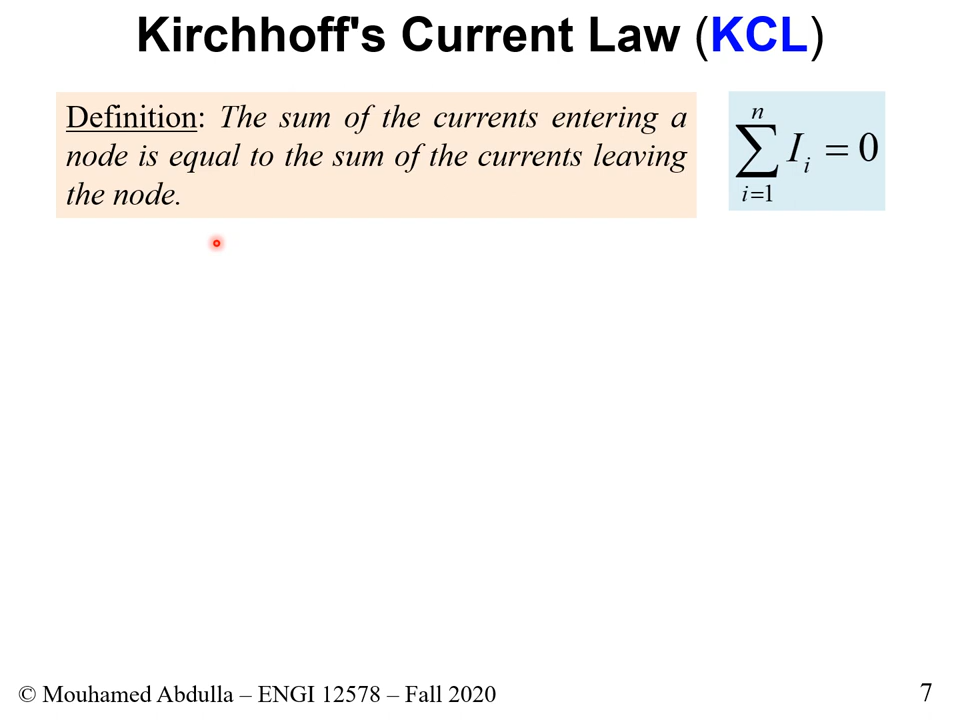 Kirchhoff's Current Law (KCL)
Definition: The sum of the currents entering a
node is equal to the sum of the currents leaving
the node.
n
∑ I_i = 0
i=1
© Mouhamed Abdulla – ENGI 12578 – Fall 2020
7